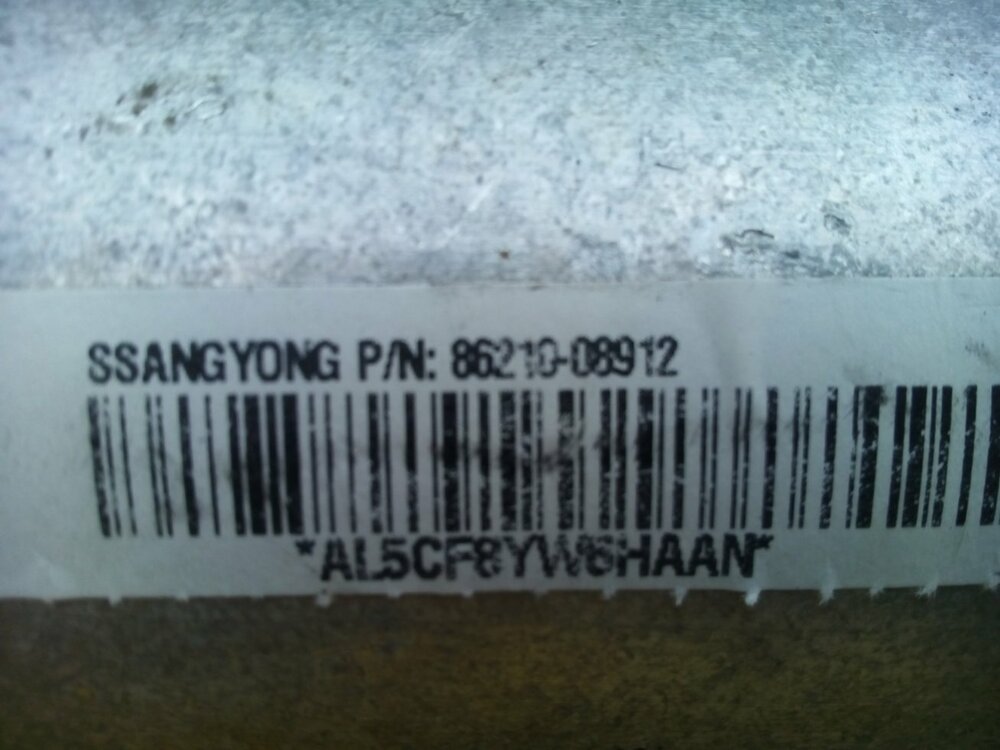 SSANGYONG P/N: 86210-08912
*AL5CF8YW6HAAN*